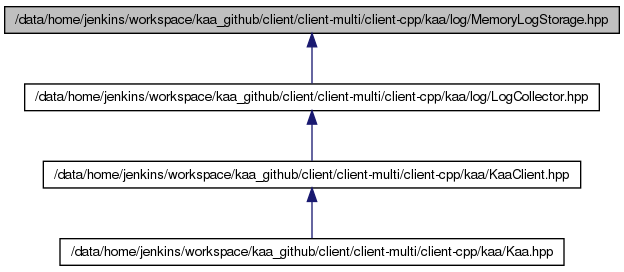 /data/home/jenkins/workspace/kaa_github/client/client-multi/client-cpp/kaa/log/MemoryLogStorage.hpp
/data/home/jenkins/workspace/kaa_github/client/client-multi/client-cpp/kaa/log/LogCollector.hpp
/data/home/jenkins/workspace/kaa_github/client/client-multi/client-cpp/kaa/KaaClient.hpp
/data/home/jenkins/workspace/kaa_github/client/client-multi/client-cpp/kaa/Kaa.hpp